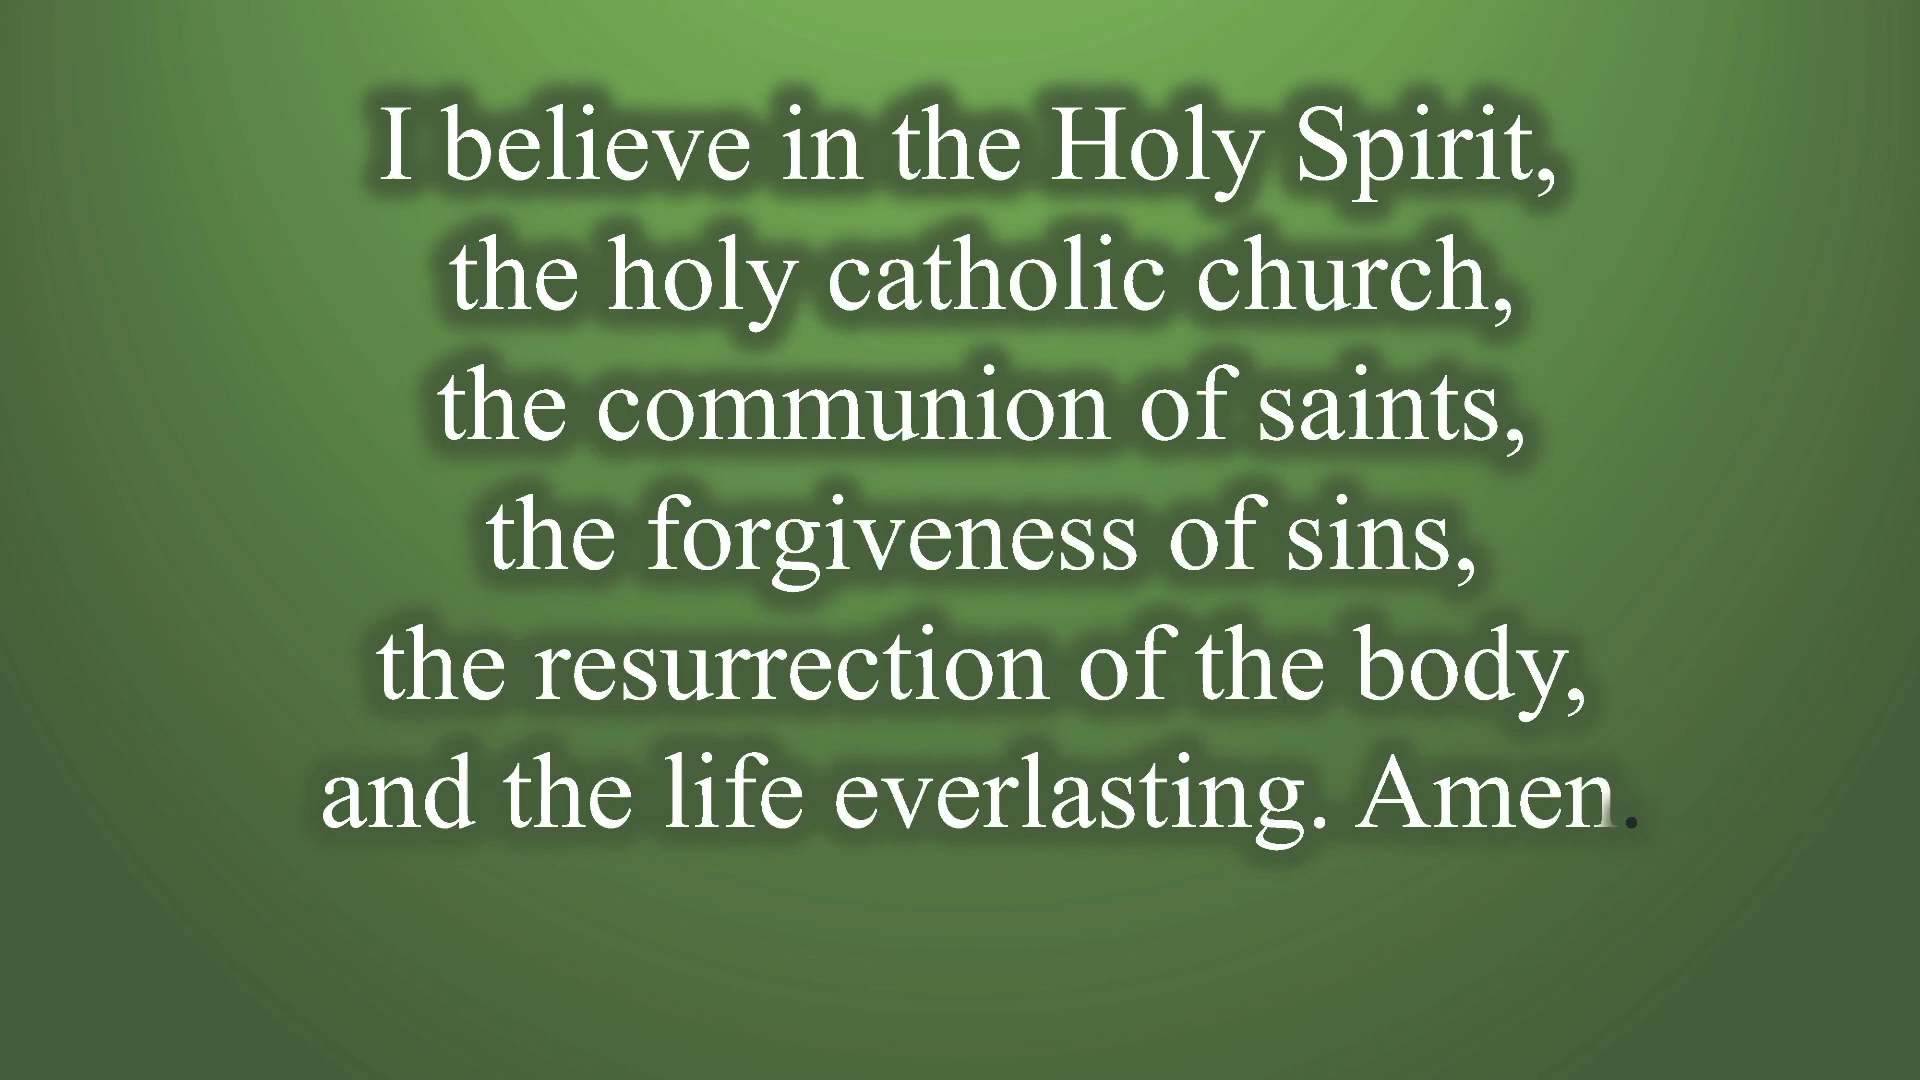 I believe in the Holy Spirit,
the holy catholic church,
the communion of saints,
the forgiveness of sins,
the resurrection of the body,
and the life everlasting. Amen.